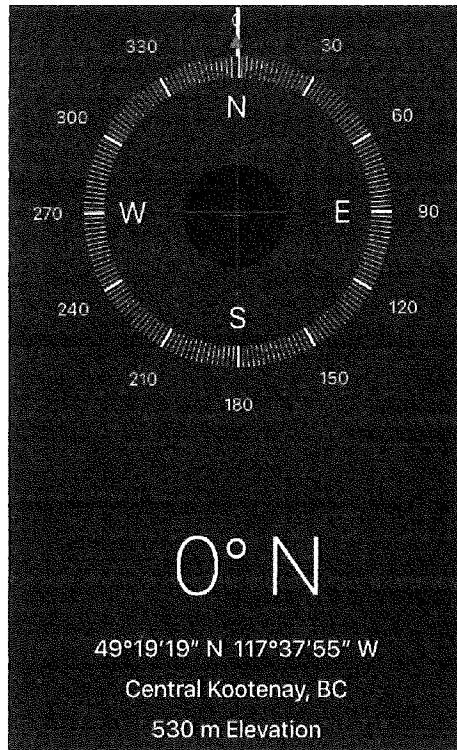 0
330 30
N
300 60
270 W E 90
240 120
S
210 150
180
0° N
49°19'19" N 117°37'55" W
Central Kootenay, BC
530 m Elevation